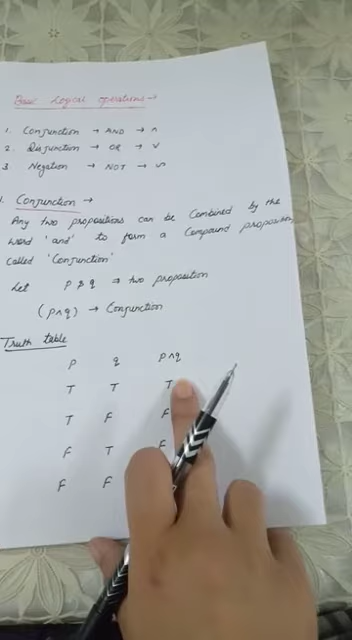 Basic Logical operations →
1. Conjunction → AND → ∧
2. Disjunction → OR → ∨
3 Negation → NOT → ∽
1. Conjunction →
Any two propositions can be Combined by the
word 'and' to form a Compound proposition
called 'Conjunction'
Let p & q ⇒ two proposition
(p∧q) → Conjunction
Truth table
p q p∧q
T T T
T F F
F T F
F F